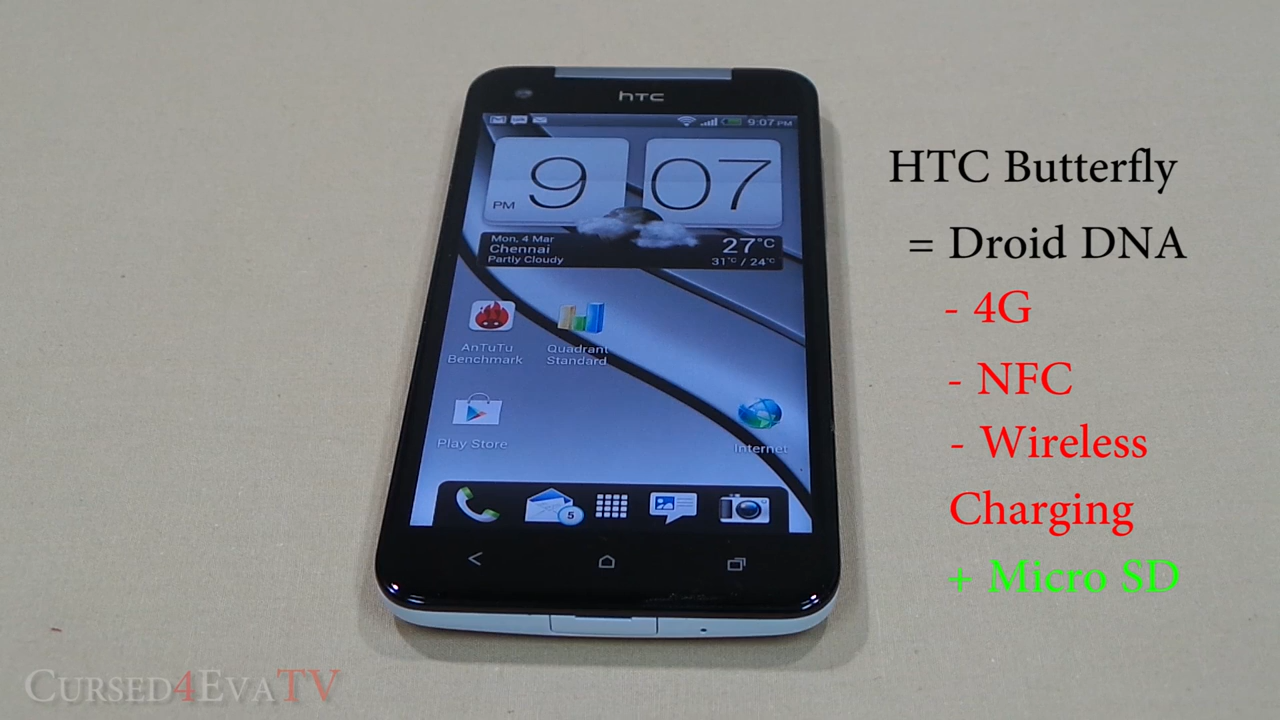 hTC
9:07 PM
9 07
PM
Mon, 4 Mar
Chennai
Partly Cloudy
27°C
31°C / 24°C
AnTuTu
Benchmark
Quadrant
Standard
Play Store
Internet
5
HTC Butterfly
= Droid DNA
- 4G
- NFC
- Wireless
Charging
+ Micro SD
CURSED4EVATV